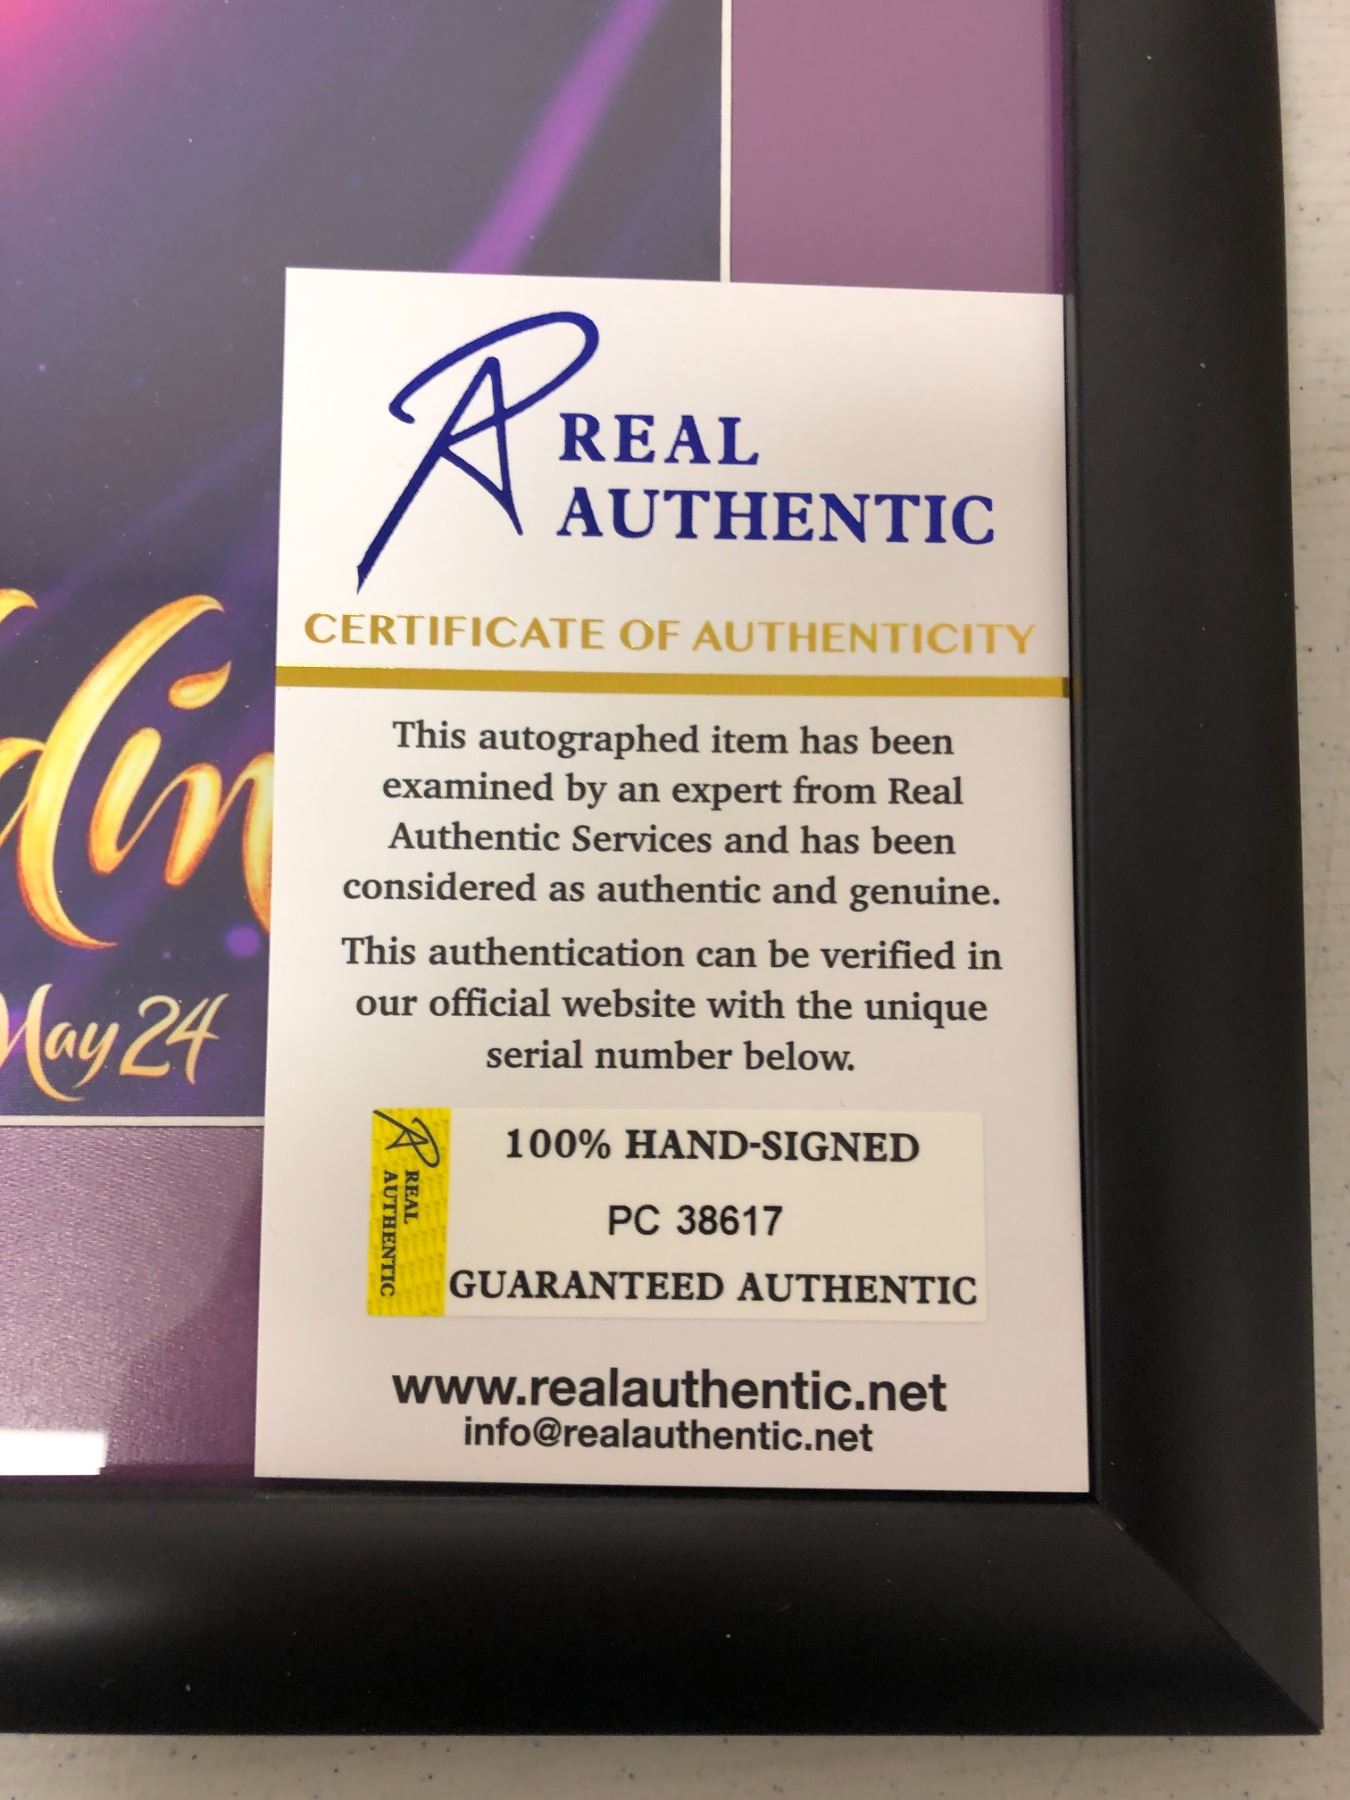 REAL
AUTHENTIC
CERTIFICATE OF AUTHENTICITY
This autographed item has been
examined by an expert from Real
Authentic Services and has been
considered as authentic and genuine.
This authentication can be verified in
our official website with the unique
serial number below.
REAL
AUTHENTIC
100% HAND-SIGNED
PC 38617
GUARANTEED AUTHENTIC
www.realauthentic.net
info@realauthentic.net
din
May 24